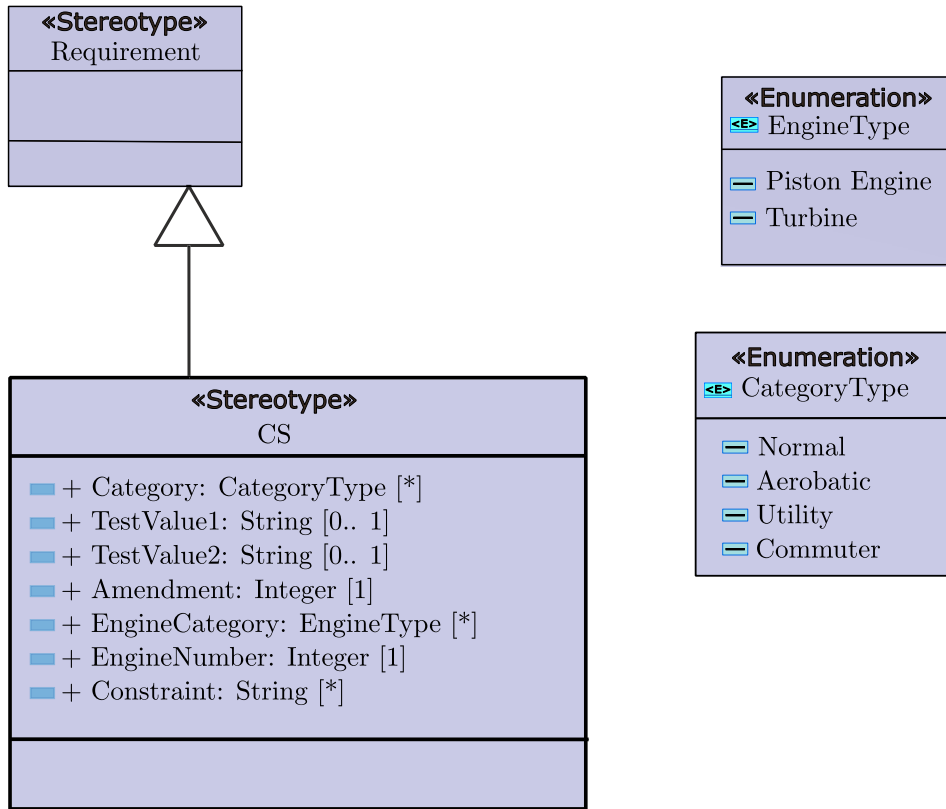 «Stereotype»
Requirement
«Stereotype»
CS
+ Category: CategoryType [*]
+ TestValue1: String [0.. 1]
+ TestValue2: String [0.. 1]
+ Amendment: Integer [1]
+ EngineCategory: EngineType [*]
+ EngineNumber: Integer [1]
+ Constraint: String [*]
«Enumeration»
<E> EngineType
Piston Engine
Turbine
«Enumeration»
<E> CategoryType
Normal
Aerobatic
Utility
Commuter